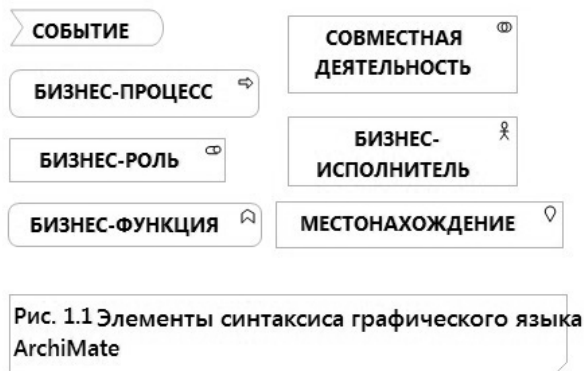 СОБЫТИЕ
БИЗНЕС-ПРОЦЕСС
БИЗНЕС-РОЛЬ
БИЗНЕС-ФУНКЦИЯ
СОВМЕСТНАЯ
ДЕЯТЕЛЬНОСТЬ
БИЗНЕС-
ИСПОЛНИТЕЛЬ
МЕСТОНАХОЖДЕНИЕ
Рис. 1.1 Элементы синтаксиса графического языка
ArchiMate